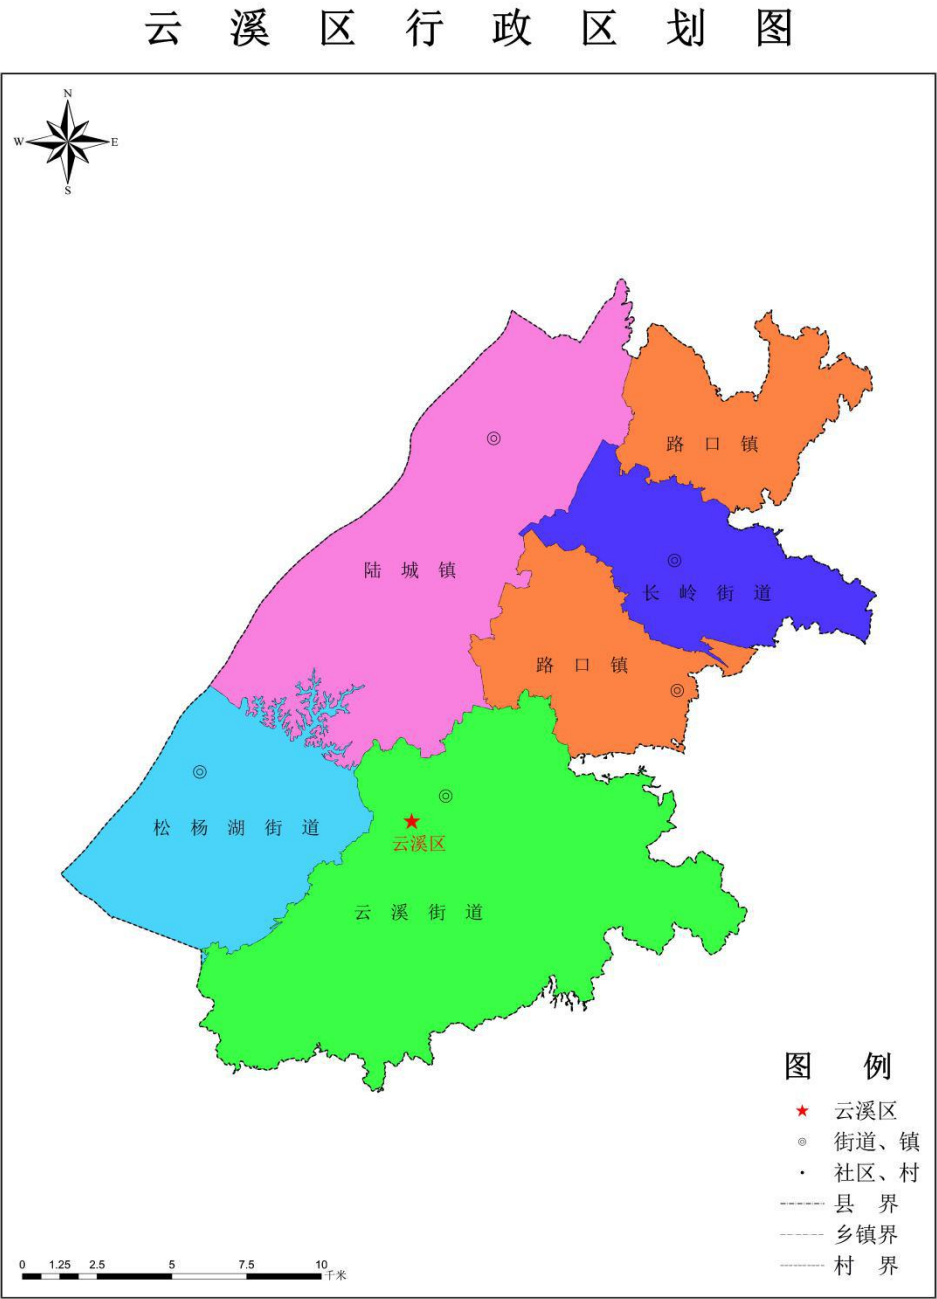 云溪区行政区划图
N
W E
S
路口镇
陆城镇
长岭街道
路口镇
松杨湖街道
云溪区
云溪街道
图 例
云溪区
街道、镇
社区、村
县 界
乡镇界
村 界
0 1.25 2.5 5 7.5 10
千米